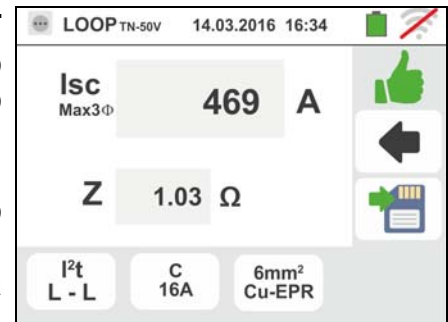 LOOP TN-50V 14.03.2016 16:34
Isc
Max3Φ
469 A
Z 1.03 Ω
I²t
L - L
C
16A
6mm²
Cu-EPR